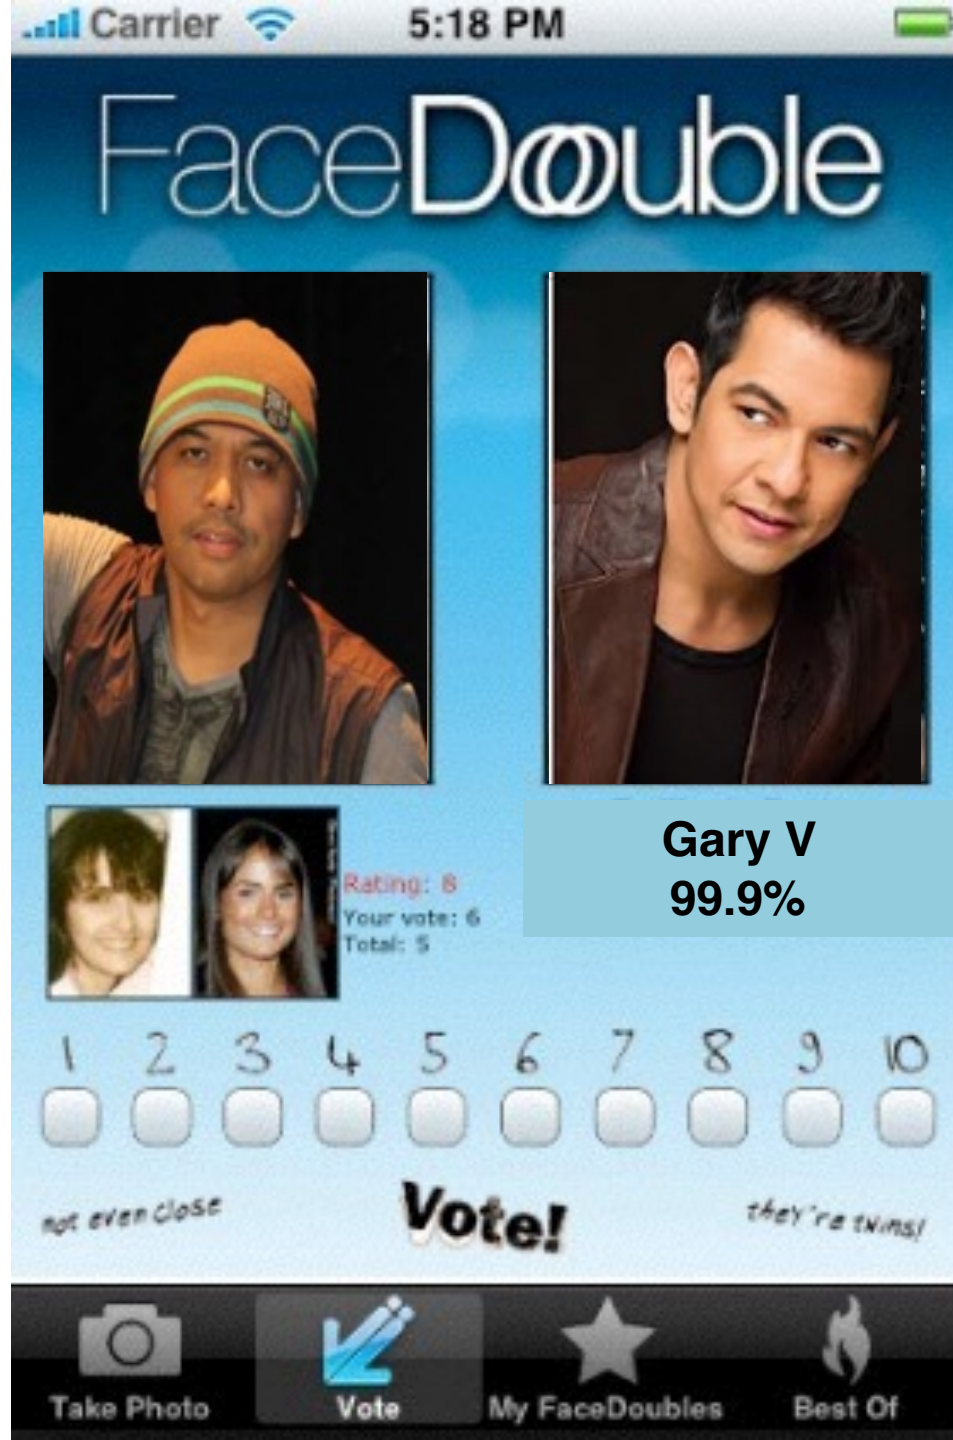 Carrier 5:18 PM
FaceDouble
Gary V
99.9%
Rating: 8
Your vote: 6
Total: 5
1 2 3 4 5 6 7 8 9 10
not even close Vote! they're twins!
Take Photo Vote My FaceDoubles Best Of